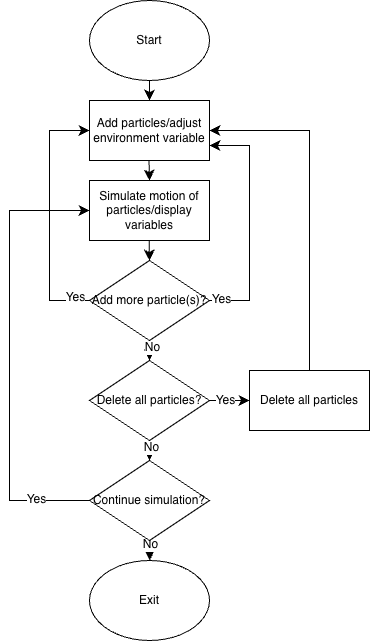 Start
Add particles/adjust
environment variable
Simulate motion of
particles/display
variables
Yes
Add more particle(s)?
Yes
No
Delete all particles?
Yes
Delete all particles
No
Yes
Continue simulation?
No
Exit